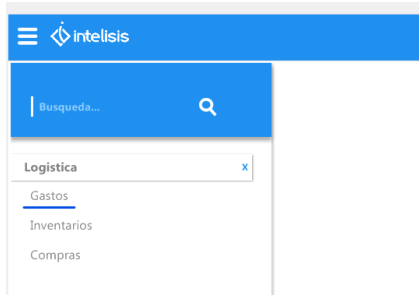 intelisis
Busqueda...
Logistica x
Gastos
Inventarios
Compras